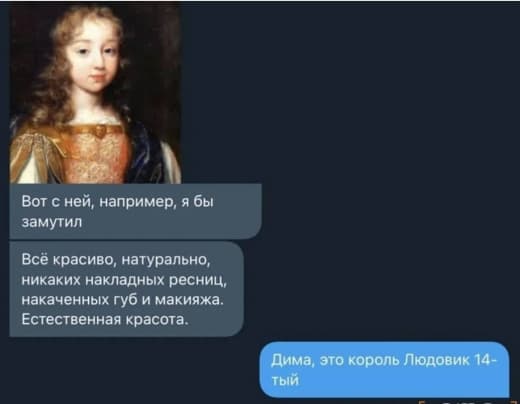 Вот с ней, например, я бы
замутил
Всё красиво, натурально,
никаких накладных ресниц,
накаченных губ и макияжа.
Естественная красота.
Дима, это король Людовик 14-
тый